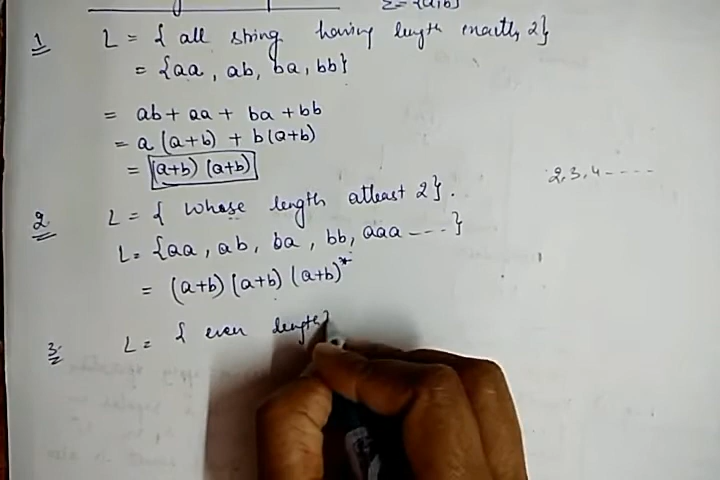 Σ = {a,b}
1 L = { all string having length exactly 2}
= {aa, ab, ba, bb}
= ab + aa + ba + bb
= a (a+b) + b(a+b)
= (a+b) (a+b)
2,3,4 - - - -
2. L = { whose length atleast 2}.
L = {aa, ab, ba, bb, aaa - - - }
= (a+b) (a+b) (a+b)*
3. L = { even length}